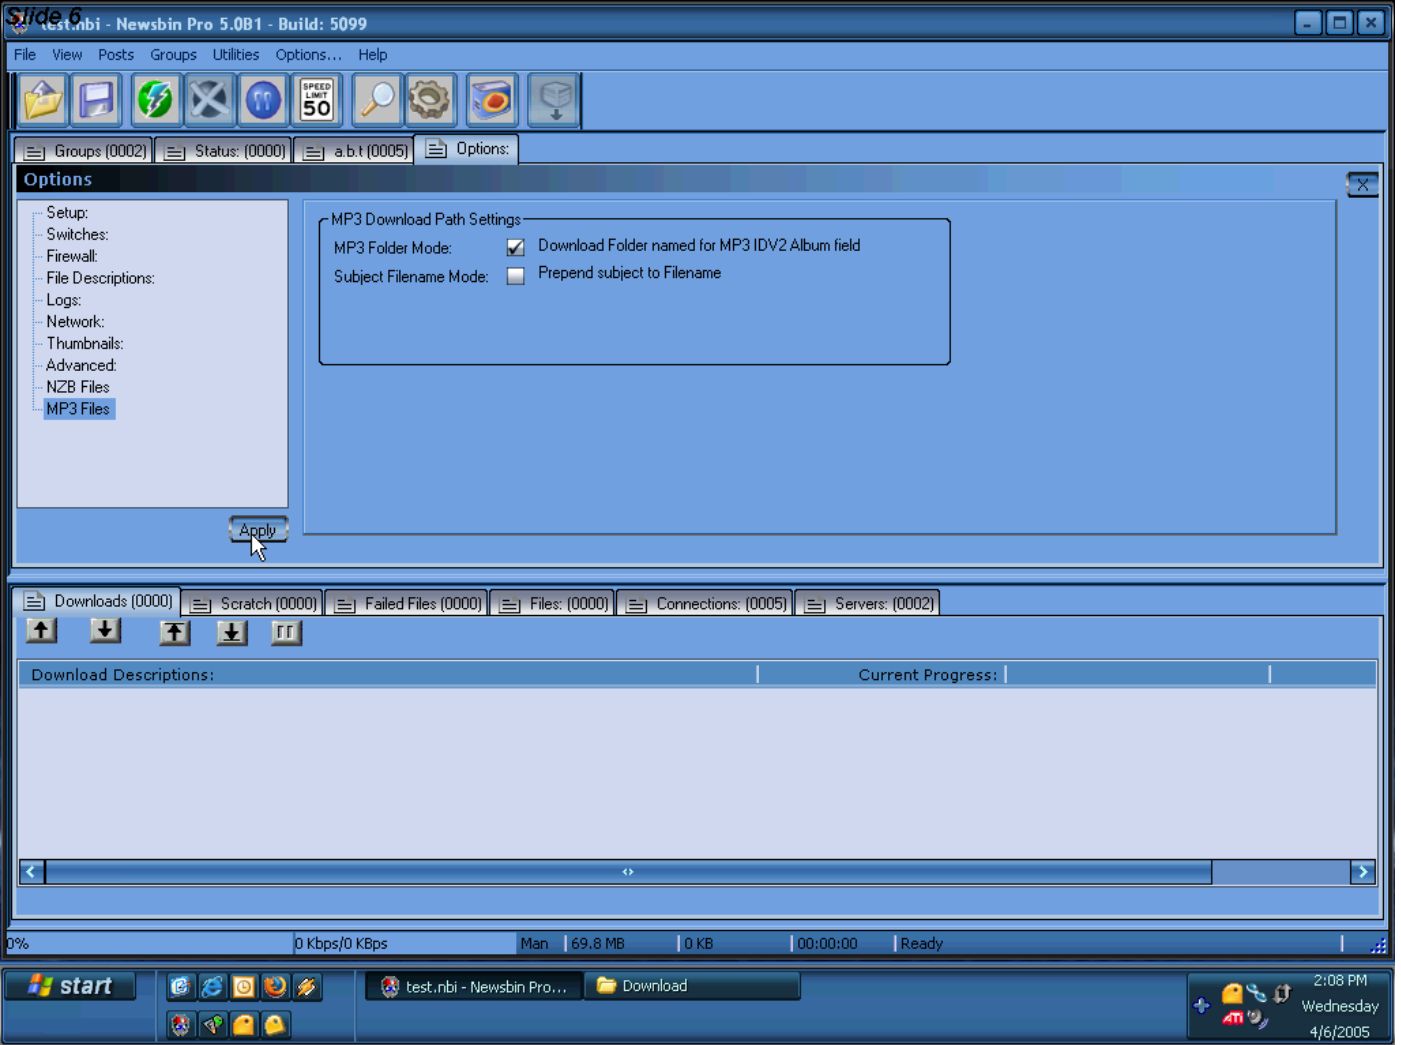 Slide 6
test.nbi - Newsbin Pro 5.0B1 - Build: 5099
File View Posts Groups Utilities Options... Help
SPEED
LIMIT
50
Groups (0002) Status: (0000) a.b.t (0005) Options:
Options
Setup:
Switches:
Firewall:
File Descriptions:
Logs:
Network:
Thumbnails:
Advanced:
NZB Files
MP3 Files
Apply
MP3 Download Path Settings
MP3 Folder Mode: Download Folder named for MP3 IDV2 Album field
Subject Filename Mode: Prepend subject to Filename
Downloads (0000) Scratch (0000) Failed Files (0000) Files: (0000) Connections: (0005) Servers: (0002)
Download Descriptions: Current Progress:
0% 0 Kbps/0 KBps Man 69.8 MB 0 KB 00:00:00 Ready
start test.nbi - Newsbin Pro... Download
ATI
2:08 PM
Wednesday
4/6/2005